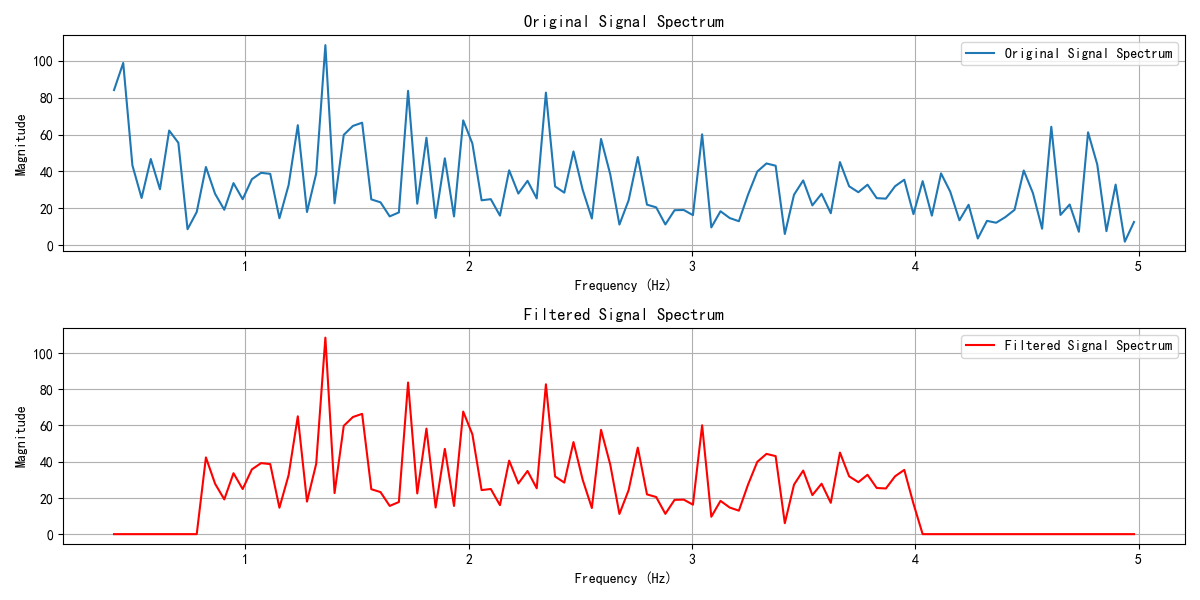 Original Signal Spectrum
Original Signal Spectrum
Magnitude
100
80
60
40
20
0
1 2 3 4 5
Frequency (Hz)
Filtered Signal Spectrum
Filtered Signal Spectrum
Magnitude
100
80
60
40
20
0
1 2 3 4 5
Frequency (Hz)